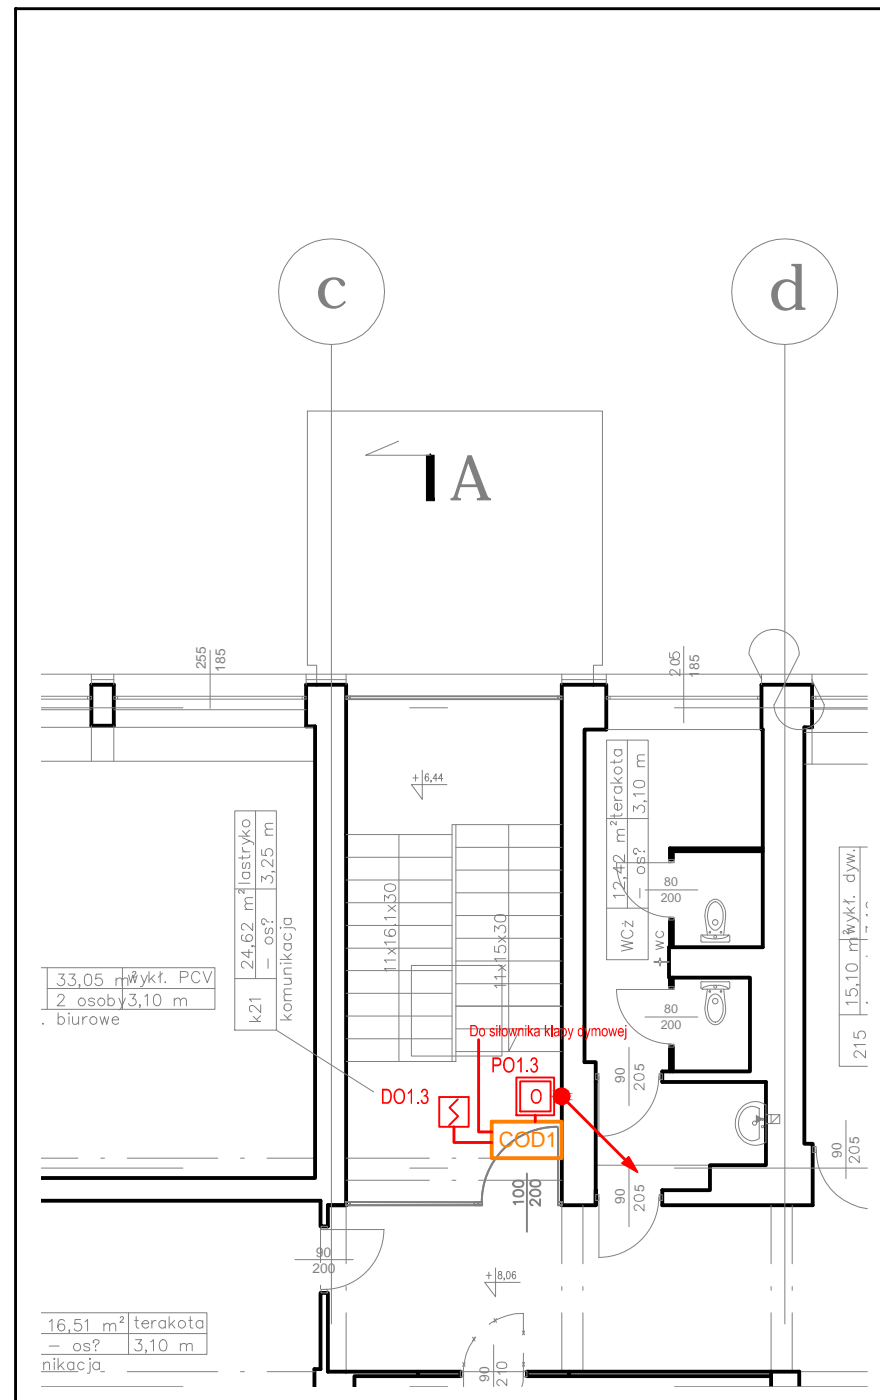 c
d
A
255
185
205
185
+ 6,44
24,62 m² lastryko
– os? 3,25 m
k21
komunikacja
12,42 m² terakota
– os? 3,10 m
WCż
wc
80
200
80
200
15,10 m² wykł. dyw.
215
33,05 m² wykł. PCV
2 osoby 3,10 m
. biurowe
11x16.1x30
11x15x30
Do siłownika klapy dymowej
PO1.3
DO1.3
O
COD1
90
205
90
205
90
205
100
200
90
200
+ 8,06
16,51 m² terakota
– os? 3,10 m
nikacja
90
210